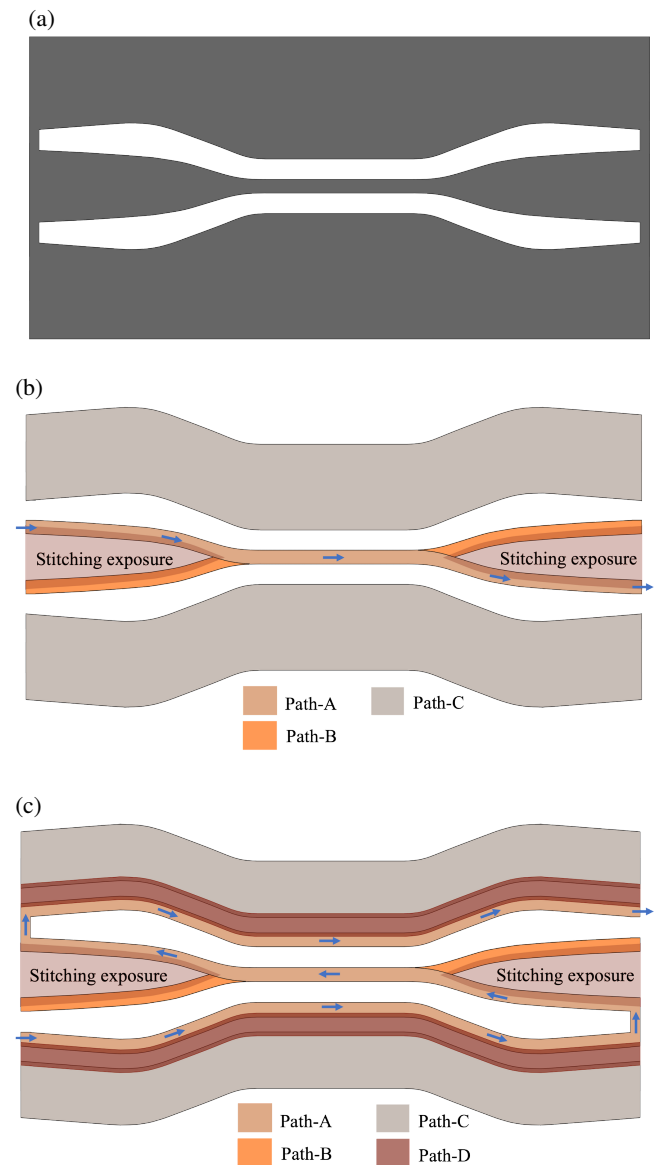 (a)
(b)
Stitching exposure Stitching exposure
Path-A Path-C
Path-B
(c)
Stitching exposure Stitching exposure
Path-A Path-C
Path-B Path-D